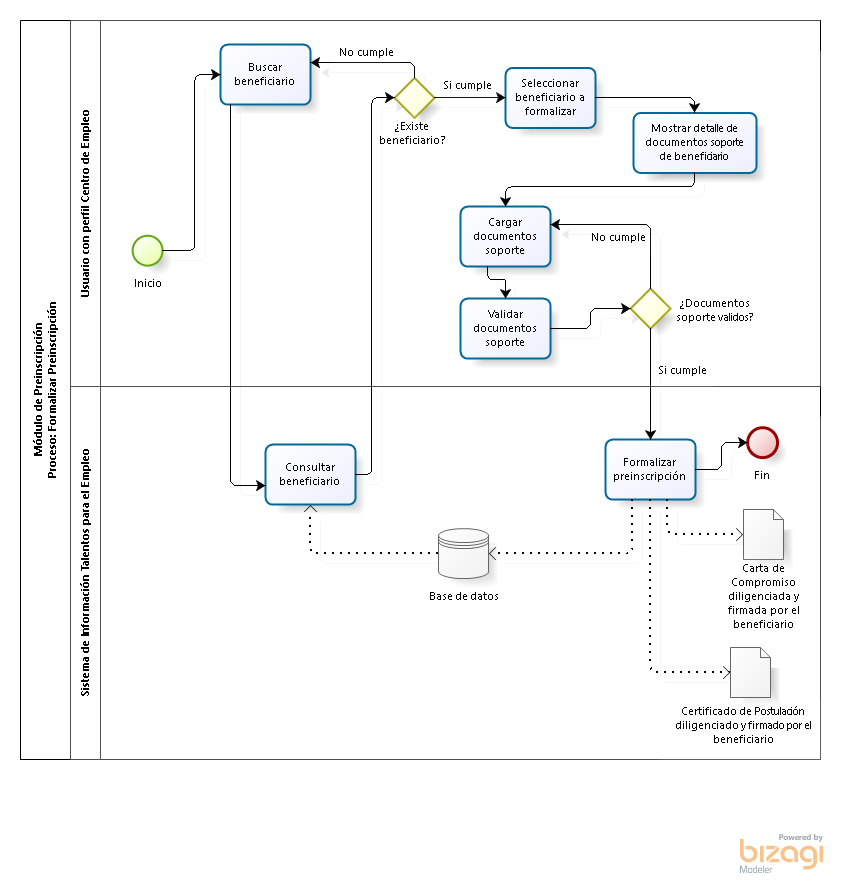 Módulo de Preinscripción
Proceso: Formalizar Preinscripción
Usuario con perfil Centro de Empleo
Buscar
beneficiario
No cumple
¿Existe
beneficiario?
Si cumple
Seleccionar
beneficiario a
formalizar
Mostrar detalle de
documentos soporte
de beneficiario
Inicio
Cargar
documentos
soporte
No cumple
Validar
documentos
soporte
¿Documentos
soporte validos?
Si cumple
Sistema de Información Talentos para el Empleo
Consultar
beneficiario
Formalizar
preinscripción
Fin
Base de datos
Carta de
Compromiso
diligenciada y
firmada por el
beneficiario
Certificado de Postulación
diligenciado y firmado por el
beneficiario
Powered by
bizagi
Modeler